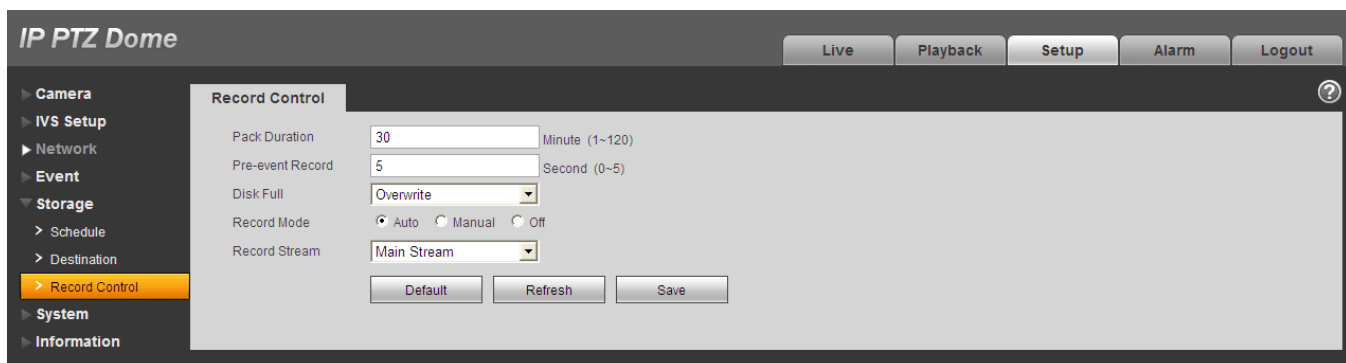 IP PTZ Dome
Live Playback Setup Alarm Logout
?
Camera
IVS Setup
Network
Event
Storage
> Schedule
> Destination
> Record Control
System
Information
Record Control
Pack Duration 30 Minute (1~120)
Pre-event Record 5 Second (0~5)
Disk Full Overwrite
Record Mode Auto Manual Off
Record Stream Main Stream
Default Refresh Save